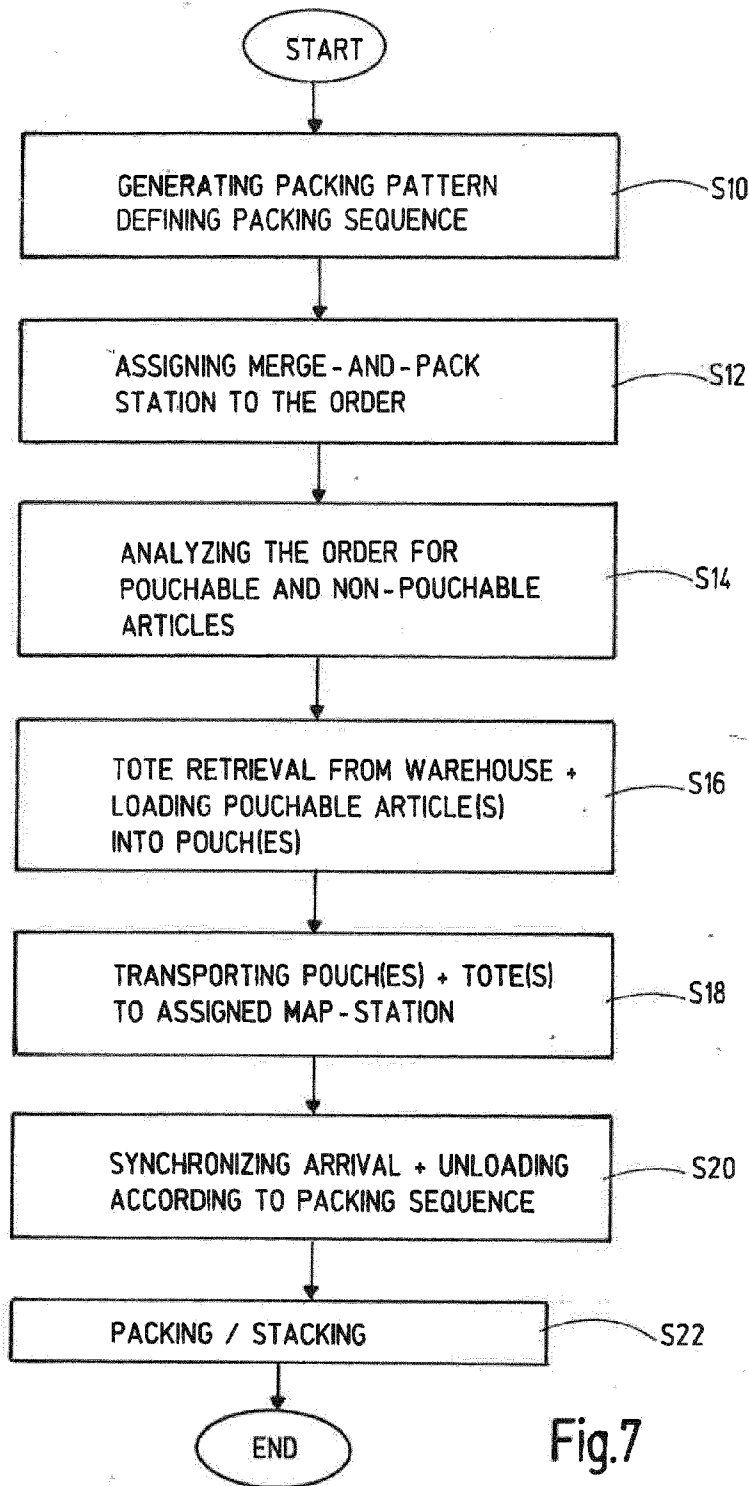 START
GENERATING PACKING PATTERN
DEFINING PACKING SEQUENCE
S10
ASSIGNING MERGE-AND-PACK
STATION TO THE ORDER
S12
ANALYZING THE ORDER FOR
POUCHABLE AND NON-POUCHABLE
ARTICLES
S14
TOTE RETRIEVAL FROM WAREHOUSE +
LOADING POUCHABLE ARTICLE(S)
INTO POUCH(ES)
S16
TRANSPORTING POUCH(ES) + TOTE(S)
TO ASSIGNED MAP-STATION
S18
SYNCHRONIZING ARRIVAL + UNLOADING
ACCORDING TO PACKING SEQUENCE
S20
PACKING / STACKING
S22
END
Fig.7